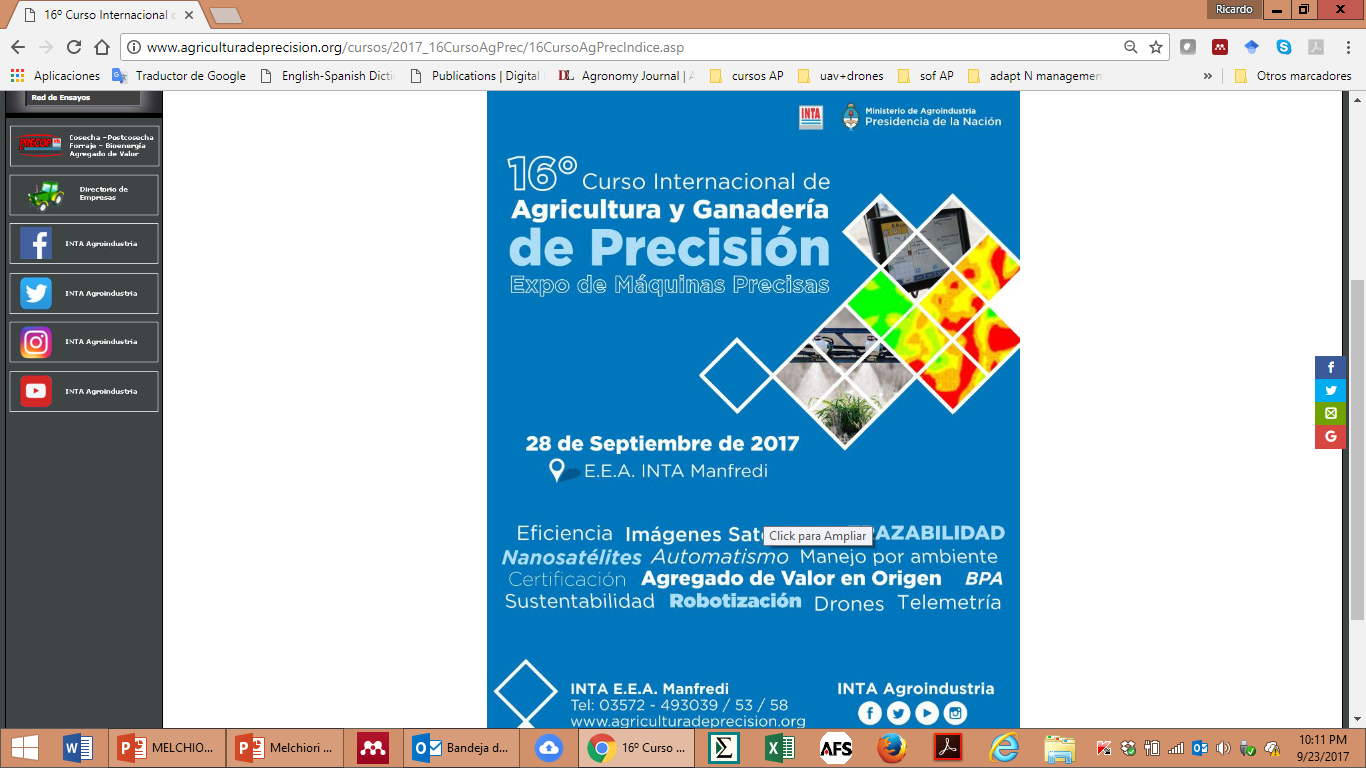 16º Curso Internacional d
Ricardo
www.agriculturadeprecision.org/cursos/2017_16CursoAgPrec/16CursoAgPrecIndice.asp
Aplicaciones
Traductor de Google
English-Spanish Dicti
Publications | Digital
DL
Agronomy Journal | A
cursos AP
uav+drones
sof AP
adapt N managemen
»
Otros marcadores
Red de Ensayos
PRECOP
Cosecha -Postcosecha
Forraje - Bioenergía
Agregado de Valor
Directorio de
Empresas
INTA Agroindustria
INTA Agroindustria
INTA Agroindustria
INTA Agroindustria
INTA
Ministerio de Agroindustria
Presidencia de la Nación
16º Curso Internacional de
Agricultura y Ganadería
de Precisión
Expo de Máquinas Precisas
28 de Septiembre de 2017
E.E.A. INTA Manfredi
Eficiencia Imágenes TRAZABILIDAD
Click para Ampliar
Nanosatélites Automatismo Manejo por ambiente
Certificación Agregado de Valor en Origen BPA
Sustentabilidad Robotización Drones Telemetría
INTA E.E.A. Manfredi
Tel: 03572 - 493039 / 53 / 58
www.agriculturadeprecision.org
INTA Agroindustria
MELCHIO...
Melchiori ...
Bandeja d...
16º Curso ...
AFS
10:11 PM
9/23/2017